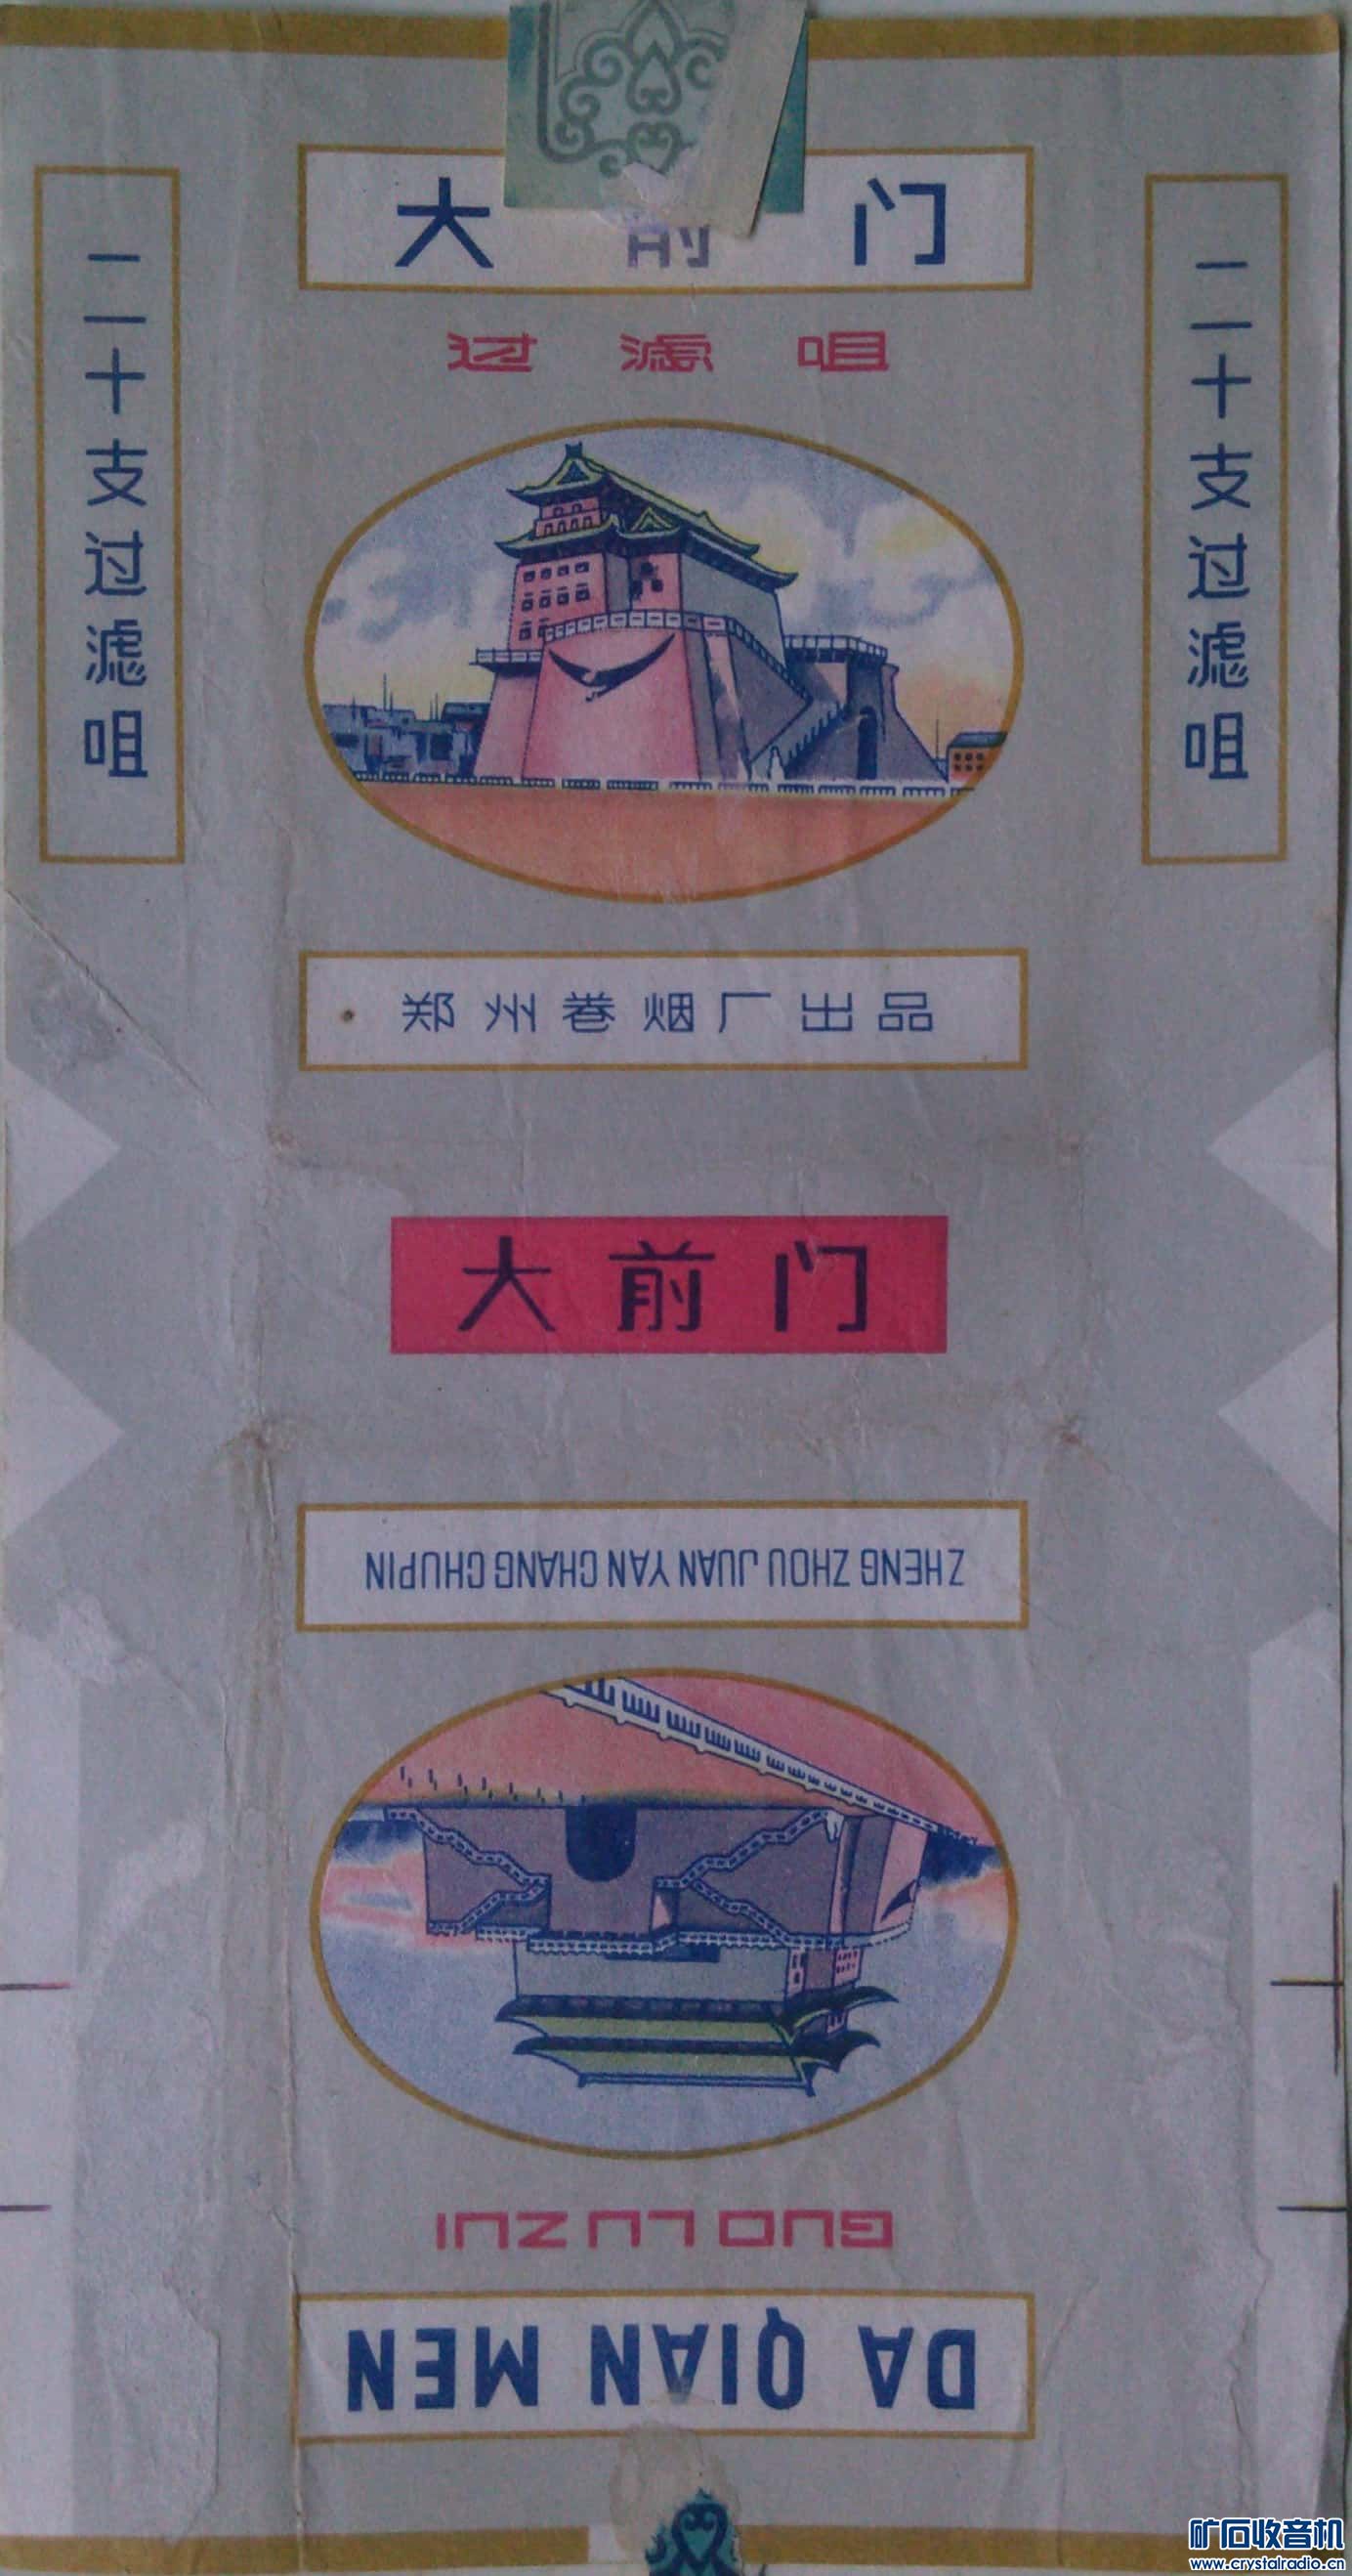 大前门
过滤咀
二十支过滤咀
二十支过滤咀
郑州卷烟厂出品
大前门
ZHENG ZHOU JUAN YAN CHANG CHUPIN
GUO LU ZUI
DA QIAN MEN
矿石收音机
www.crystalradio.cn